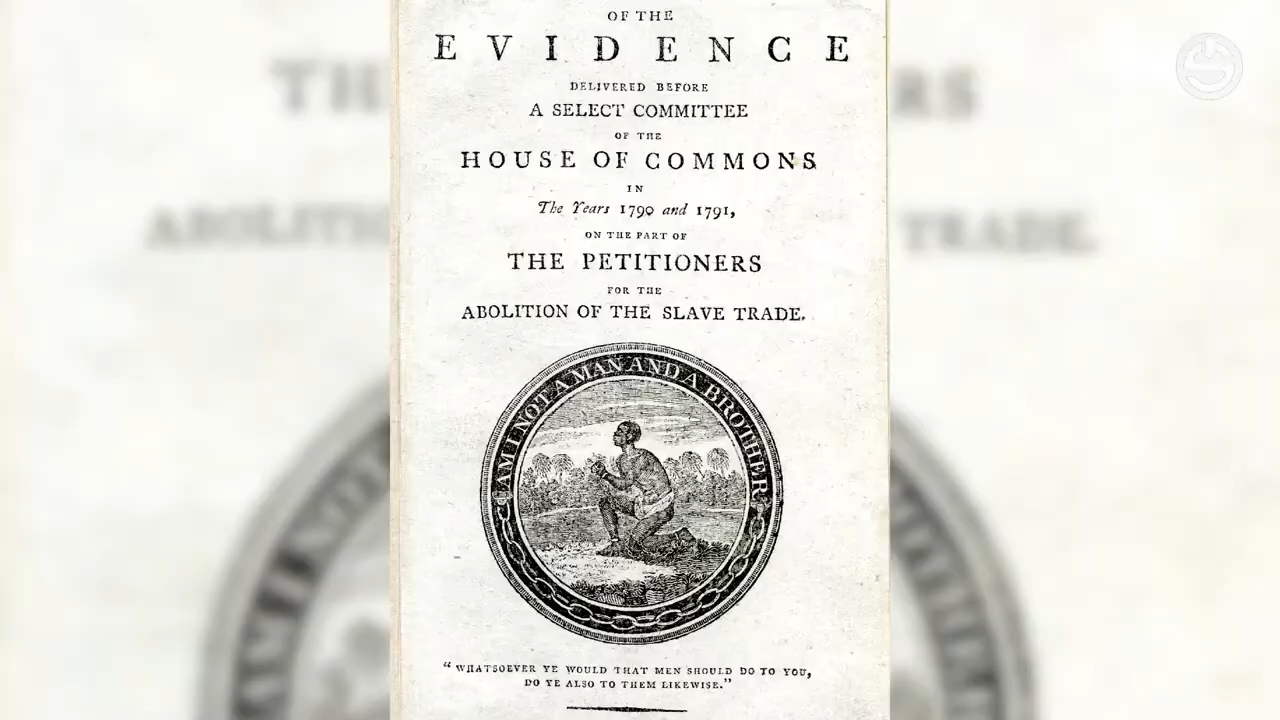 OF THE
EVIDENCE
DELIVERED BEFORE
A SELECT COMMITTEE
OF THE
HOUSE OF COMMONS
IN
The Years 1790 and 1791,
ON THE PART OF
THE PETITIONERS
FOR THE
ABOLITION OF THE SLAVE TRADE.
AM I NOT A MAN AND A BROTHER
“WHATSOEVER YE WOULD THAT MEN SHOULD DO TO YOU,
DO YE ALSO TO THEM LIKEWISE.”